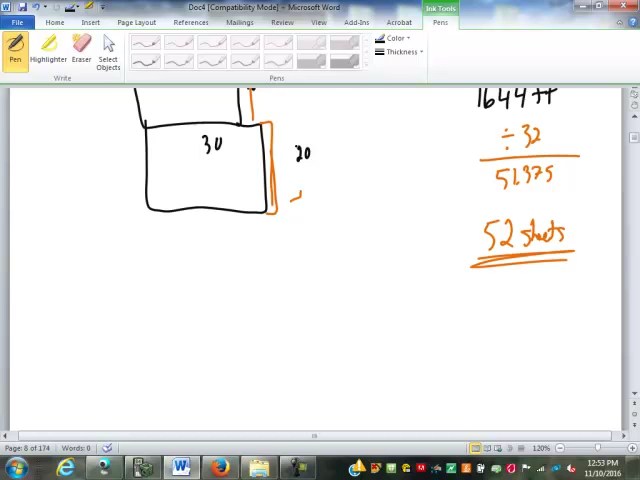 Doc4 [Compatibility Mode] - Microsoft Word
Ink Tools
File
Home
Insert
Page Layout
References
Mailings
Review
View
Add-Ins
Acrobat
Pens
Pen
Highlighter
Eraser
Select Objects
Color
Thickness
Write
Pens
30
20
1644 ft
÷ 32
51.375
52 sheets
Page: 8 of 174
Words: 0
120%
12:53 PM
11/10/2016